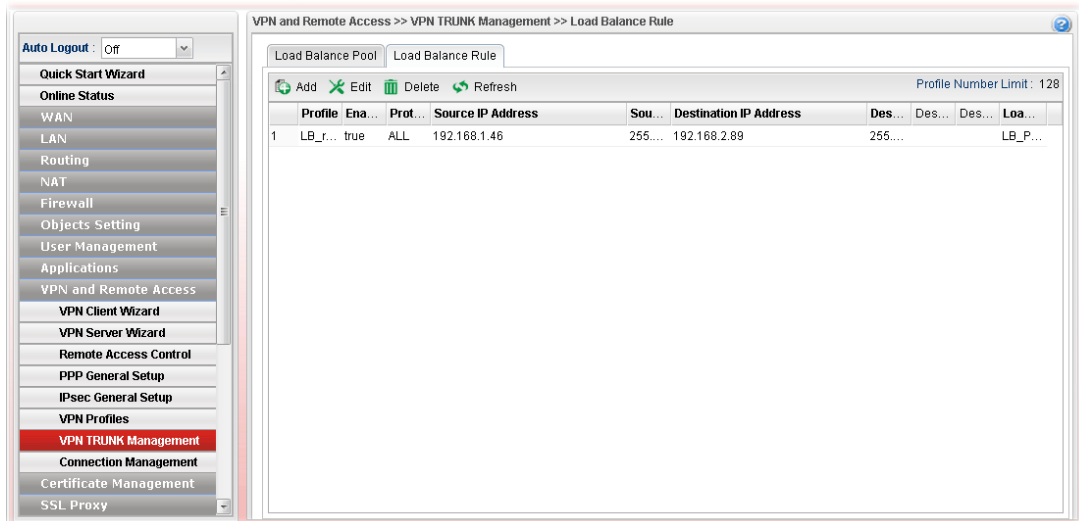 VPN and Remote Access >> VPN TRUNK Management >> Load Balance Rule
Auto Logout : Off
Quick Start Wizard
Online Status
WAN
LAN
Routing
NAT
Firewall
Objects Setting
User Management
Applications
VPN and Remote Access
VPN Client Wizard
VPN Server Wizard
Remote Access Control
PPP General Setup
IPsec General Setup
VPN Profiles
VPN TRUNK Management
Connection Management
Certificate Management
SSL Proxy
Load Balance Pool Load Balance Rule
Add Edit Delete Refresh Profile Number Limit : 128
Profile Ena... Prot... Source IP Address Sou... Destination IP Address Des... Des... Des... Loa...
1 LB_r... true ALL 192.168.1.46 255.... 192.168.2.89 255.... LB_P...